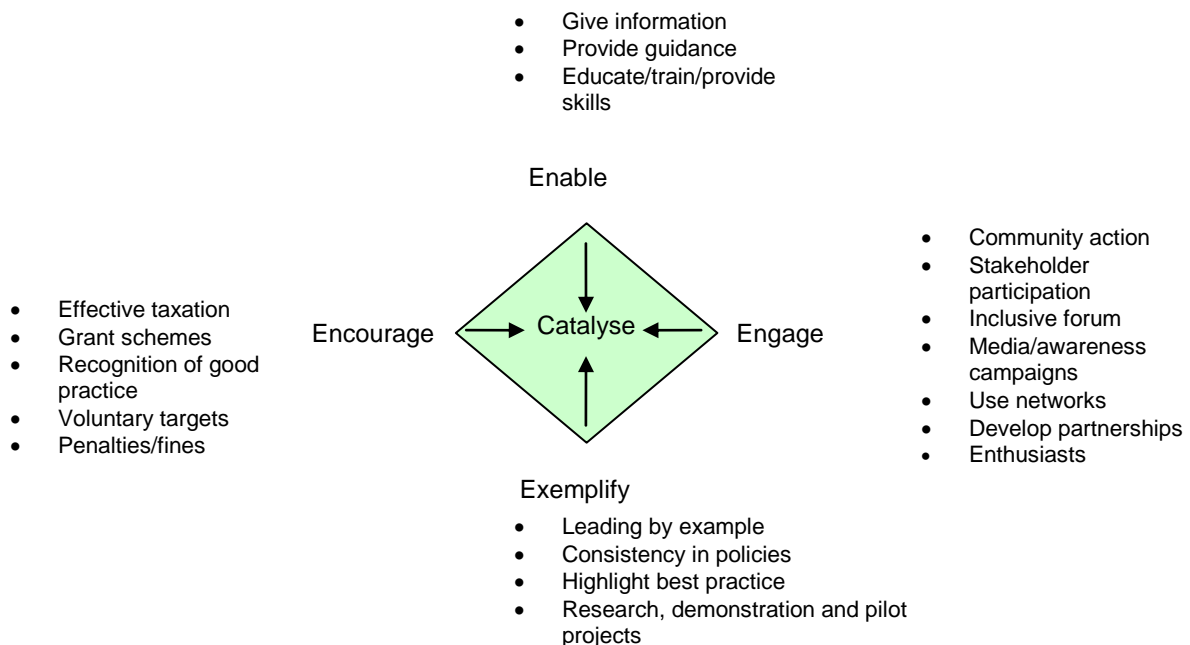 • Give information
• Provide guidance
• Educate/train/provide
skills
Enable
• Effective taxation
• Grant schemes
• Recognition of good
practice
• Voluntary targets
• Penalties/fines
Encourage
Catalyse
Engage
• Community action
• Stakeholder
participation
• Inclusive forum
• Media/awareness
campaigns
• Use networks
• Develop partnerships
• Enthusiasts
Exemplify
• Leading by example
• Consistency in policies
• Highlight best practice
• Research, demonstration and pilot
projects